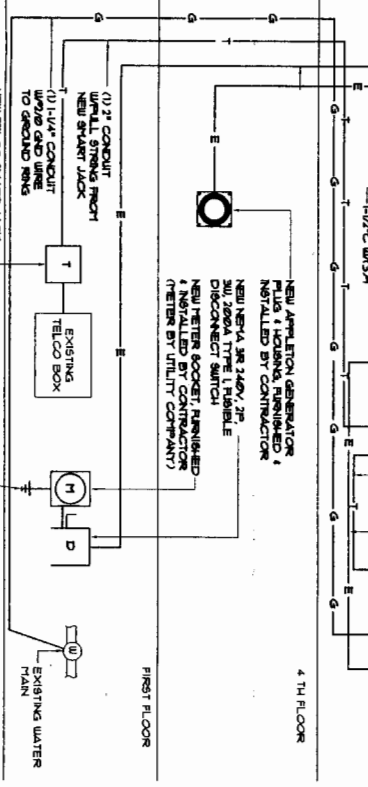 4 TH FLOOR
NEW APPLETON GENERATOR
PLUG & HOUSING, FURNISHED &
INSTALLED BY CONTRACTOR
NEW NEMA 3R 240V, 2P,
3W, 200A TYPE 1, FUSIBLE
DISCONNECT SWITCH
NEW METER SOCKET, FURNISHED
& INSTALLED BY CONTRACTOR
(METER BY UTILITY COMPANY)
FIRST FLOOR
(1) 2" CONDUIT
W/PULL STRING FROM
NEW SMART JACK
(1) 1-1/4" CONDUIT
W/#2/0 GND WIRE
TO GROUND RING
T
EXISTING
TELCO BOX
M
D
W
EXISTING WATER
MAIN
G
G
G
G
G
G
G
G
G
T
T
T
T
T
T
T
E
E
E
E
E
E
E